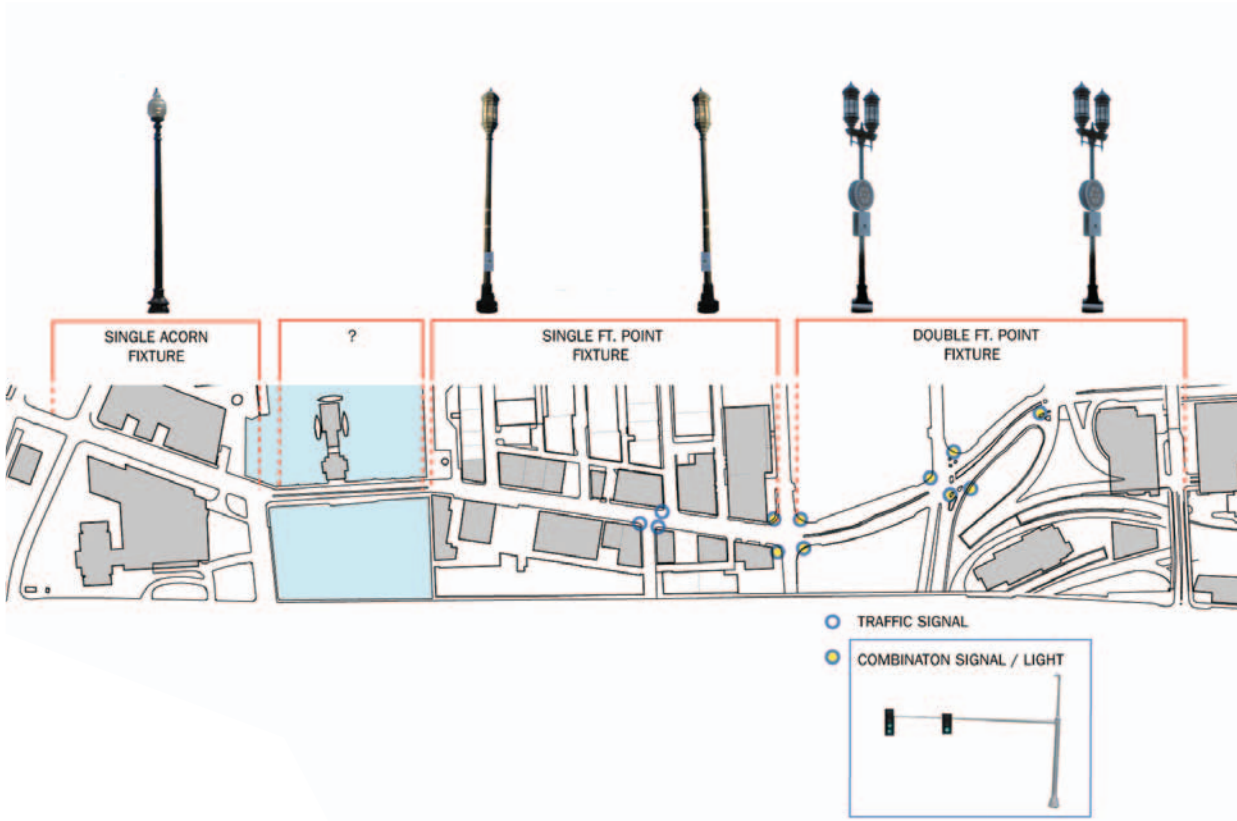 SINGLE ACORN
FIXTURE
?
SINGLE FT. POINT
FIXTURE
DOUBLE FT. POINT
FIXTURE
TRAFFIC SIGNAL
COMBINATON SIGNAL / LIGHT